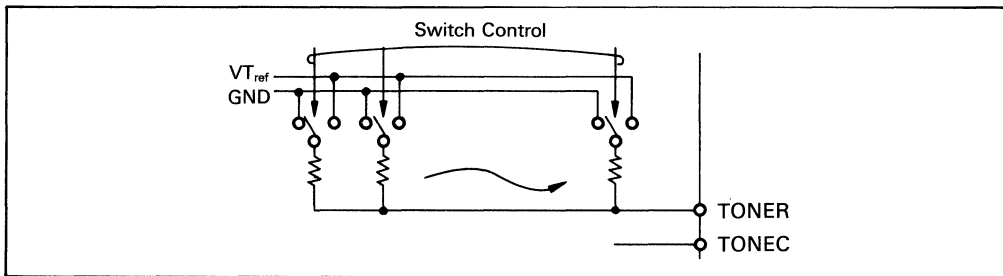 Switch Control
VTref
GND
TONER
TONEC